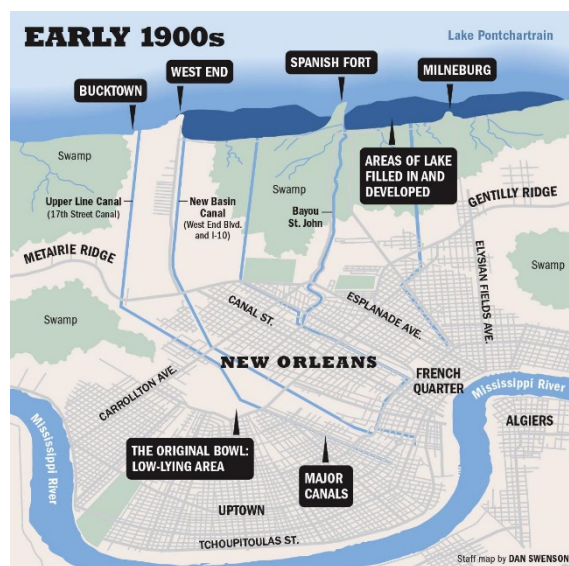 EARLY 1900s
Lake Pontchartrain
SPANISH FORT
WEST END
MILNEBURG
BUCKTOWN
Swamp
AREAS OF LAKE
FILLED IN AND
DEVELOPED
Swamp
GENTILLY RIDGE
Upper Line Canal
(17th Street Canal)
New Basin
Canal
(West End Blvd.
and I-10)
Bayou
St. John
METAIRIE RIDGE
ELYSIAN FIELDS AVE.
Swamp
CANAL ST.
ESPLANADE AVE.
Swamp
NEW ORLEANS
CARROLLTON AVE.
FRENCH
QUARTER
Mississippi River
ALGIERS
Mississippi River
THE ORIGINAL BOWL:
LOW-LYING AREA
MAJOR
CANALS
UPTOWN
TCHOUPITOULAS ST.
Staff map by DAN SWENSON